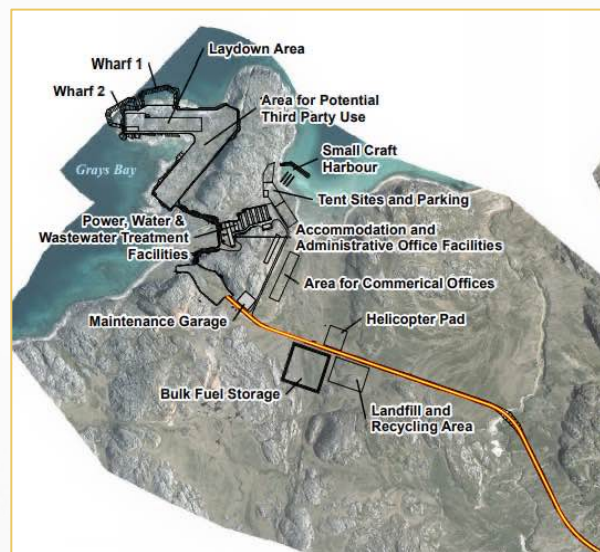 Laydown Area
Wharf 1
Wharf 2
Area for Potential
Third Party Use
Small Craft
Harbour
Grays Bay
Tent Sites and Parking
Power, Water &
Wastewater Treatment
Facilities
Accommodation and
Administrative Office Facilities
Area for Commerical Offices
Maintenance Garage
Helicopter Pad
Bulk Fuel Storage
Landfill and
Recycling Area